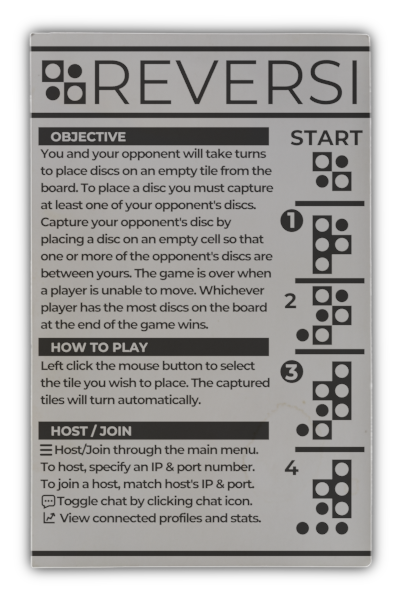 REVERSI
OBJECTIVE
You and your opponent will take turns
to place discs on an empty tile from the
board. To place a disc you must capture
at least one of your opponent's discs.
Capture your opponent's disc by
placing a disc on an empty cell so that
one or more of the opponent's discs are
between yours. The game is over when
a player is unable to move. Whichever
player has the most discs on the board
at the end of the game wins.
HOW TO PLAY
Left click the mouse button to select
the tile you wish to place. The captured
tiles will turn automatically.
HOST / JOIN
Host/Join through the main menu.
To host, specify an IP & port number.
To join a host, match host's IP & port.
Toggle chat by clicking chat icon.
View connected profiles and stats.
START
1
2
3
4